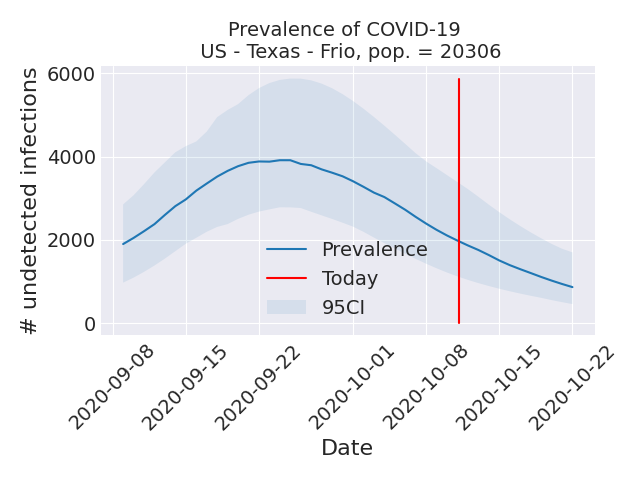 Prevalence of COVID-19
US - Texas - Frio, pop. = 20306
# undetected infections
6000
4000
2000
0
Prevalence
Today
95CI
2020-09-08
2020-09-15
2020-09-22
2020-10-01
2020-10-08
2020-10-15
2020-10-22
Date